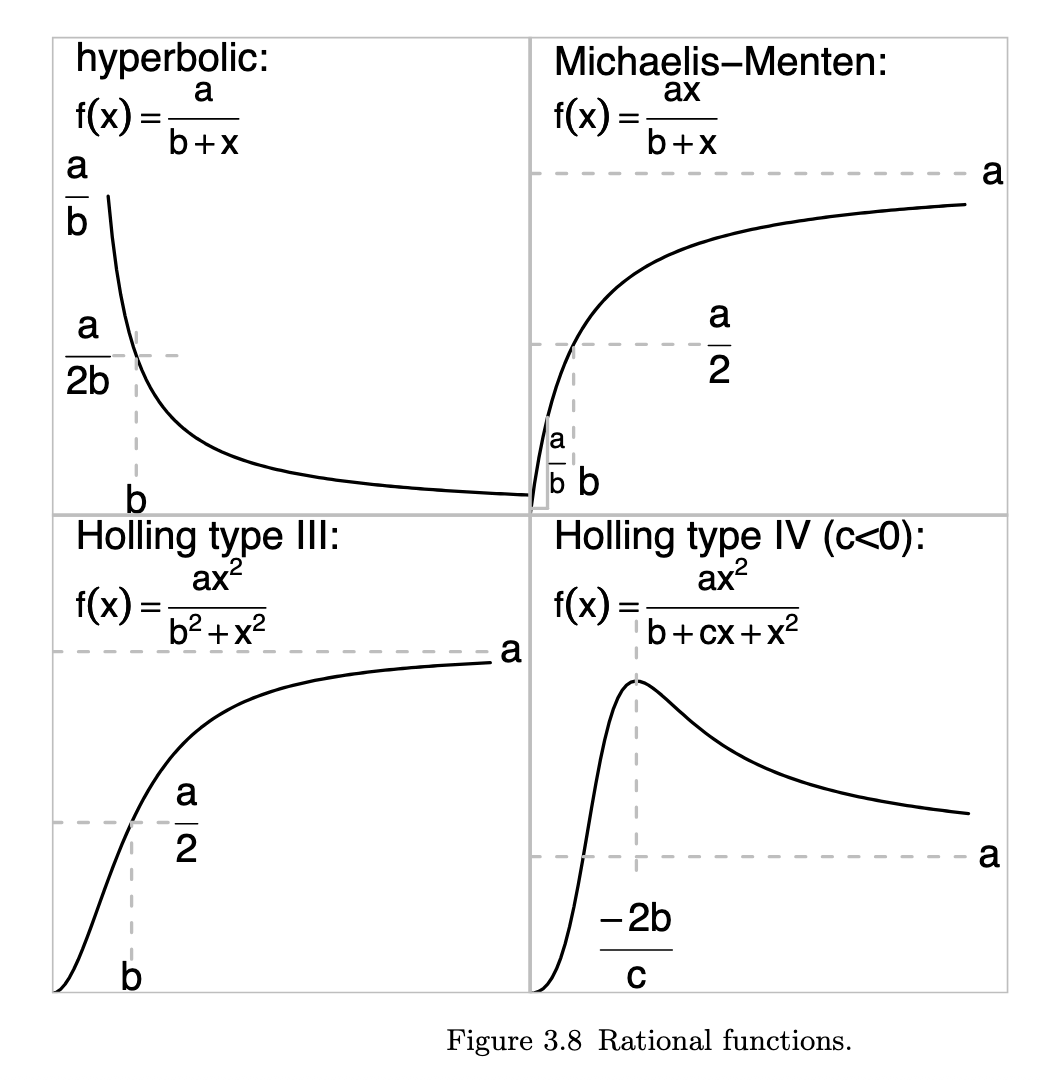 hyperbolic:
f(x) = a/(b + x)
a/b
a/2b
b
Michaelis–Menten:
f(x) = ax/(b + x)
a
a/2
a/b
b
Holling type III:
f(x) = ax²/(b² + x²)
a
a/2
b
Holling type IV (c<0):
f(x) = ax²/(b + cx + x²)
a
−2b/c
Figure 3.8 Rational functions.